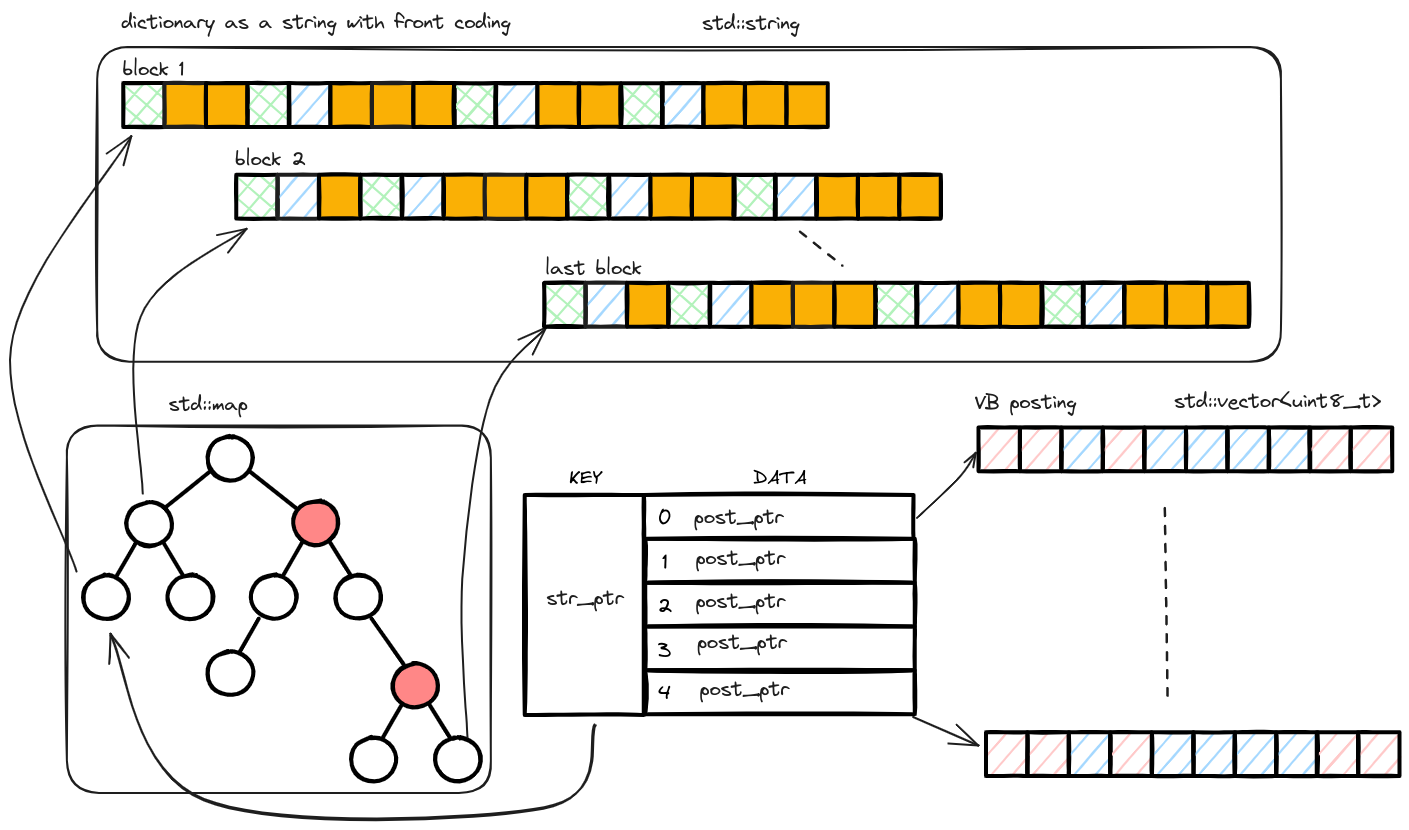 dictionary as a string with front coding
std::string
block 1
block 2
last block
std::map
VB posting
std::vector<uint8_t>
KEY
DATA
str_ptr
0 post_ptr
1 post_ptr
2 post_ptr
3 post_ptr
4 post_ptr